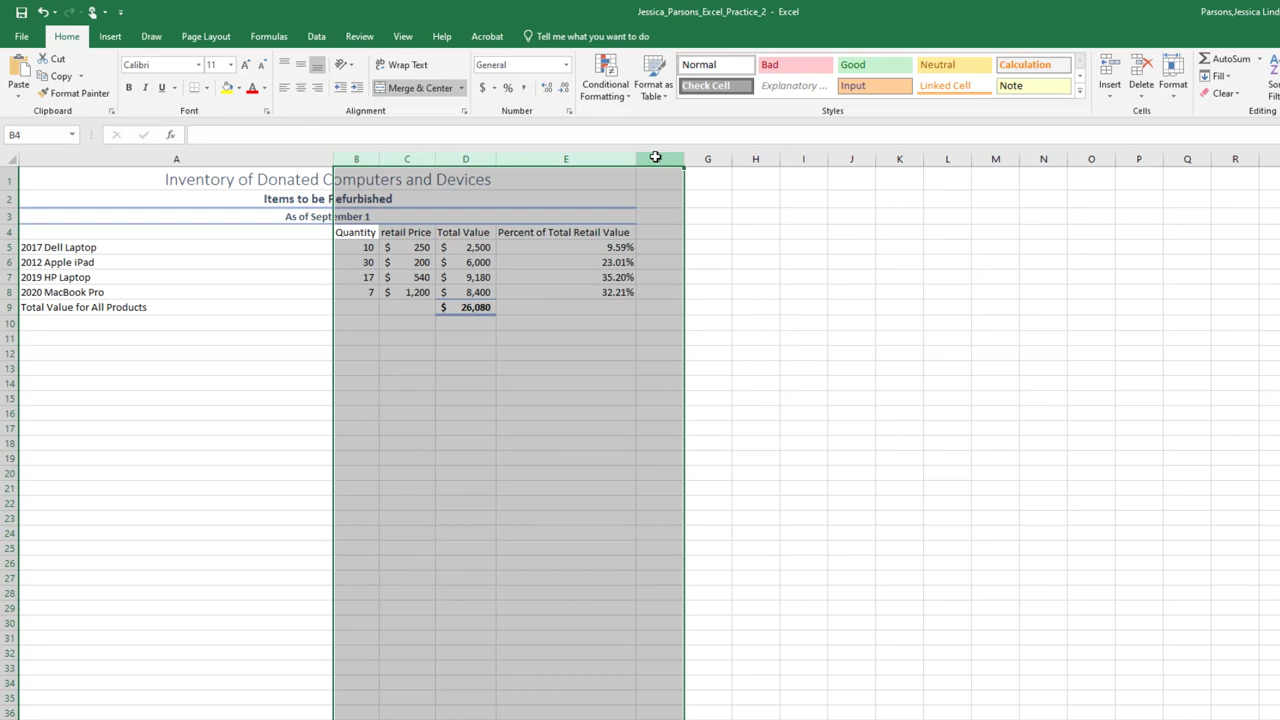 Jessica_Parsons_Excel_Practice_2 - Excel
Parsons,Jessica Lind
File Home Insert Draw Page Layout Formulas Data Review View Help Acrobat Tell me what you want to do
Cut
Copy
Format Painter
Paste
Clipboard
Calibri 11
B I U
Font
Wrap Text
Merge & Center
Alignment
General
$ % ,
Number
Conditional Formatting
Format as Table
Normal Bad Good Neutral Calculation
Check Cell Explanatory ... Input Linked Cell Note
Styles
Insert Delete Format
Cells
AutoSum
Fill
Clear
Sor
Filt
Editing
B4 fx
A B C D E G H I J K L M N O P Q R
1 Inventory of Donated Computers and Devices
2 Items to be Refurbished
3 As of September 1
4 Quantity retail Price Total Value Percent of Total Retail Value
5 2017 Dell Laptop 10 $ 250 $ 2,500 9.59%
6 2012 Apple iPad 30 $ 200 $ 6,000 23.01%
7 2019 HP Laptop 17 $ 540 $ 9,180 35.20%
8 2020 MacBook Pro 7 $ 1,200 $ 8,400 32.21%
9 Total Value for All Products $ 26,080
10
11
12
13
14
15
16
17
18
19
20
21
22
23
24
25
26
27
28
29
30
31
32
33
34
35
36